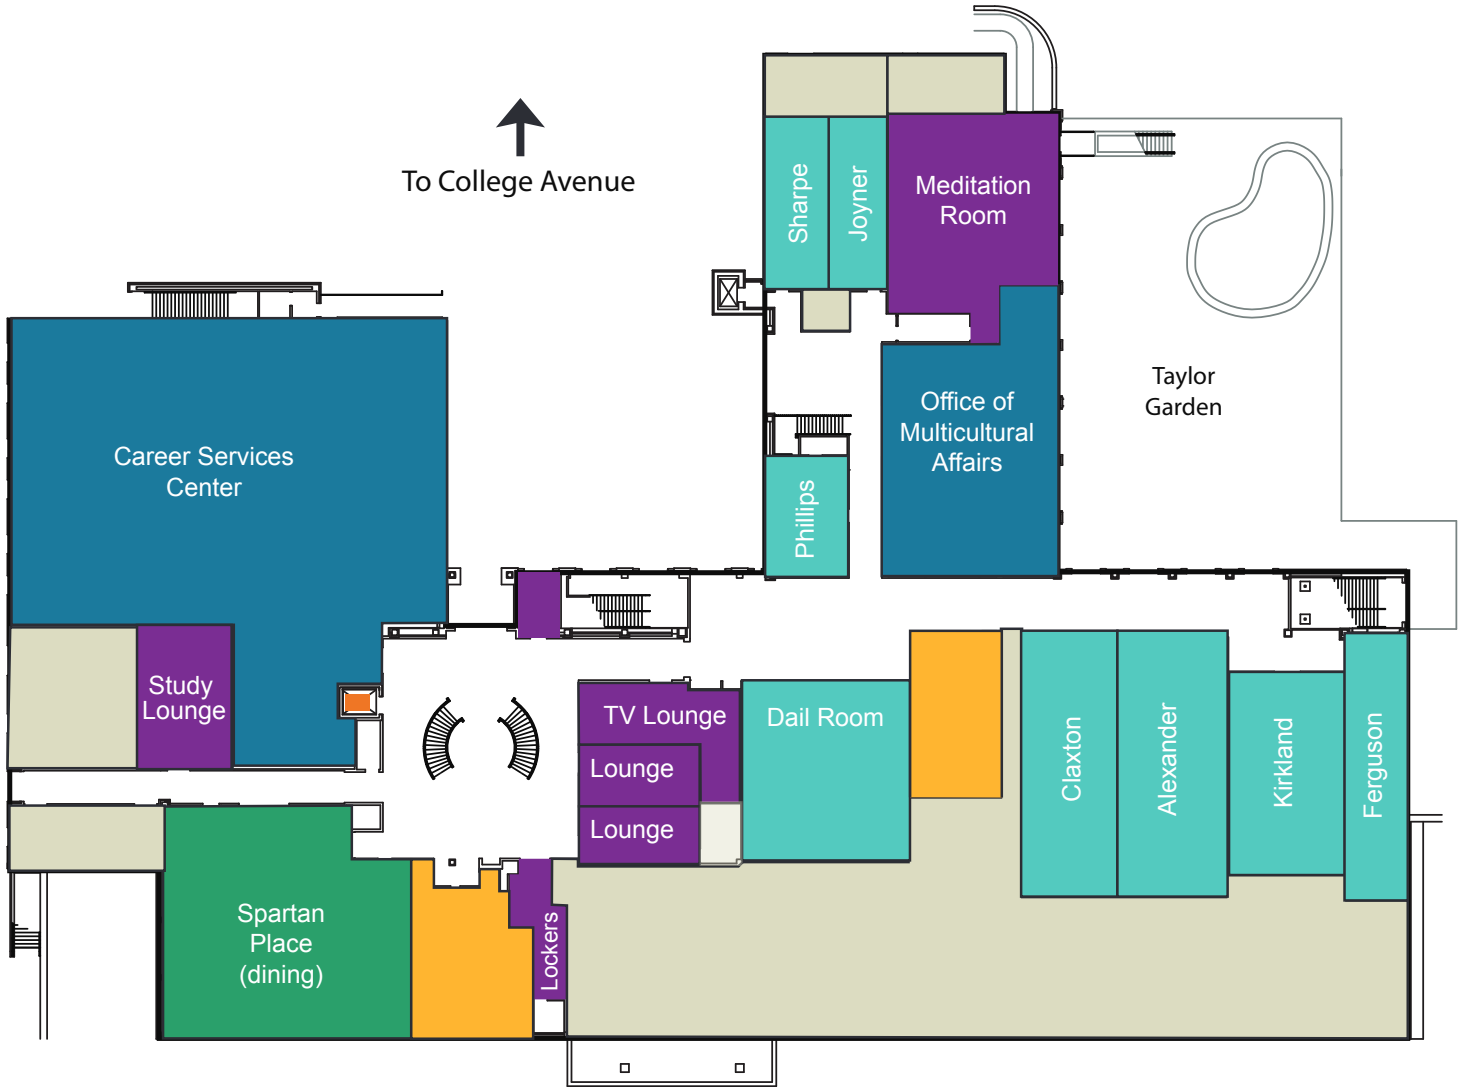 To College Avenue
Sharpe
Joyner
Meditation
Room
Taylor
Garden
Office of
Multicultural
Affairs
Career Services
Center
Phillips
Study
Lounge
TV Lounge
Dail Room
Lounge
Lounge
Claxton
Alexander
Kirkland
Ferguson
Spartan
Place
(dining)
Lockers